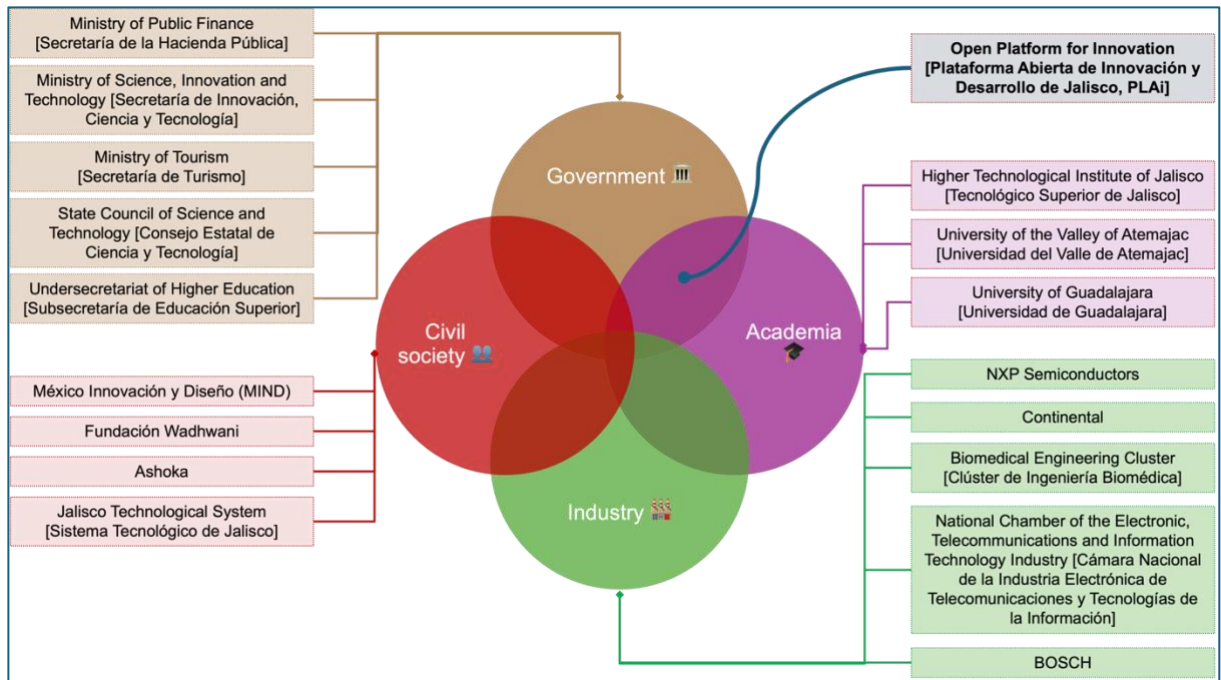 Ministry of Public Finance
[Secretaría de la Hacienda Pública]
Ministry of Science, Innovation and
Technology [Secretaría de Innovación,
Ciencia y Tecnología]
Ministry of Tourism
[Secretaría de Turismo]
State Council of Science and
Technology [Consejo Estatal de
Ciencia y Tecnología]
Undersecretariat of Higher Education
[Subsecretaría de Educación Superior]
México Innovación y Diseño (MIND)
Fundación Wadhwani
Ashoka
Jalisco Technological System
[Sistema Tecnológico de Jalisco]
Government
Civil
society
Academia
Industry
Open Platform for Innovation
[Plataforma Abierta de Innovación y
Desarrollo de Jalisco, PLAi]
Higher Technological Institute of Jalisco
[Tecnológico Superior de Jalisco]
University of the Valley of Atemajac
[Universidad del Valle de Atemajac]
University of Guadalajara
[Universidad de Guadalajara]
NXP Semiconductors
Continental
Biomedical Engineering Cluster
[Clúster de Ingeniería Biomédica]
National Chamber of the Electronic,
Telecommunications and Information
Technology Industry [Cámara Nacional
de la Industria Electrónica de
Telecomunicaciones y Tecnologías de
la Información]
BOSCH